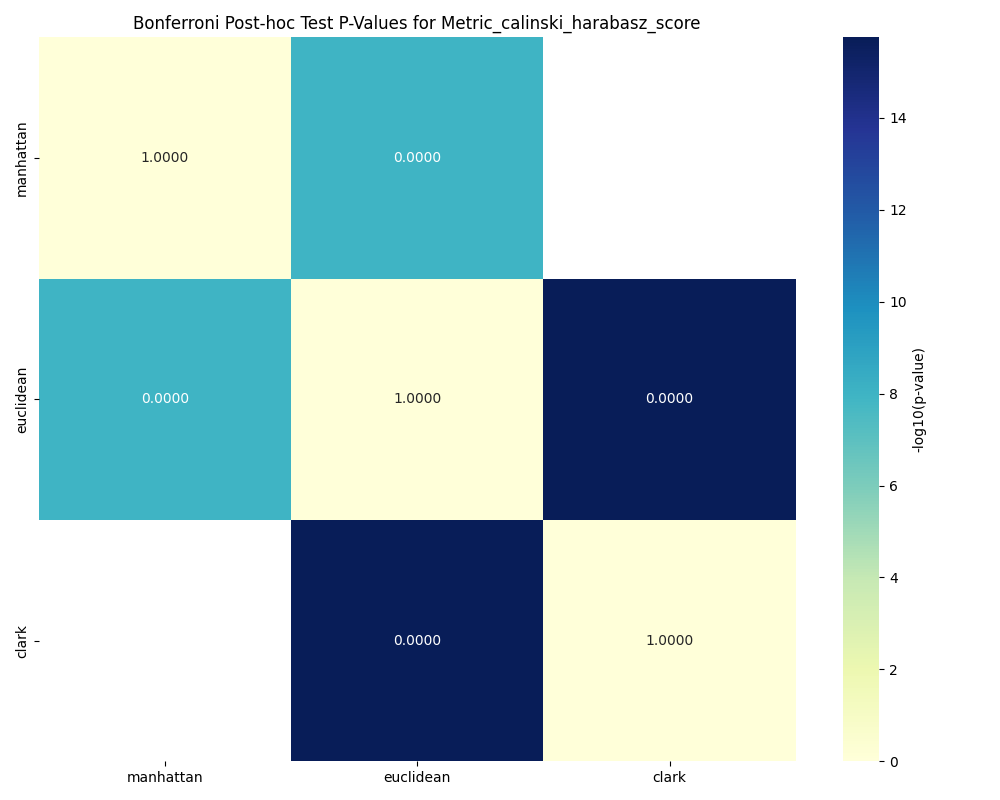 Bonferroni Post-hoc Test P-Values for Metric_calinski_harabasz_score
manhattan
1.0000
0.0000
euclidean
0.0000
1.0000
0.0000
clark
0.0000
1.0000
manhattan
euclidean
clark
14
12
10
8
6
4
2
0
-log10(p-value)